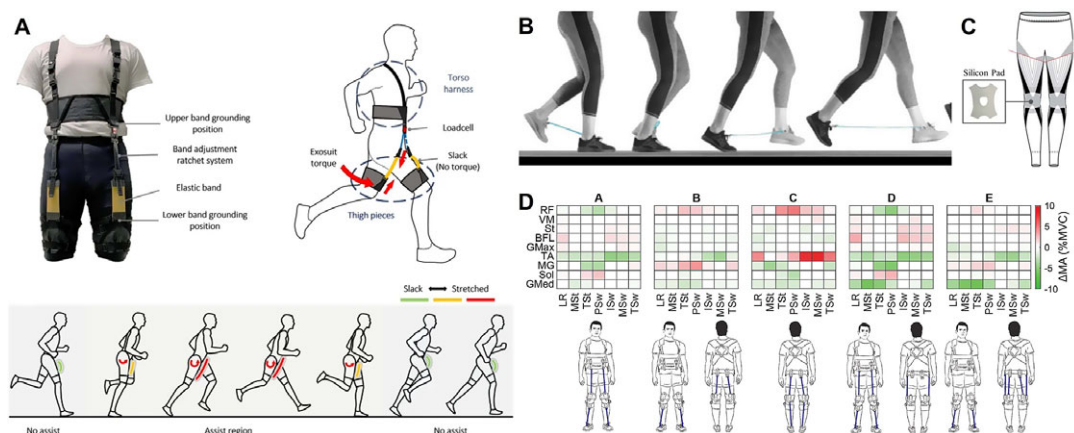 A
Upper band grounding
position
Band adjustment
ratchet system
Elastic band
Lower band grounding
position
Torso
harness
Loadcell
Exosuit
torque
Slack
(No torque)
Thigh pieces
Slack
Stretched
No assist
Assist region
No assist
B
C
Silicon Pad
D
A
B
C
D
E
RF
VM
St
BFL
GMax
TA
MG
Sol
GMed
LR
MSt
TSt
PSw
ISw
MSw
TSw
LR
MSt
TSt
PSw
ISw
MSw
TSw
LR
MSt
TSt
PSw
ISw
MSw
TSw
LR
MSt
TSt
PSw
ISw
MSw
TSw
LR
MSt
TSt
PSw
ISw
MSw
TSw
10
5
0
-5
-10
ΔMA (%MVC)